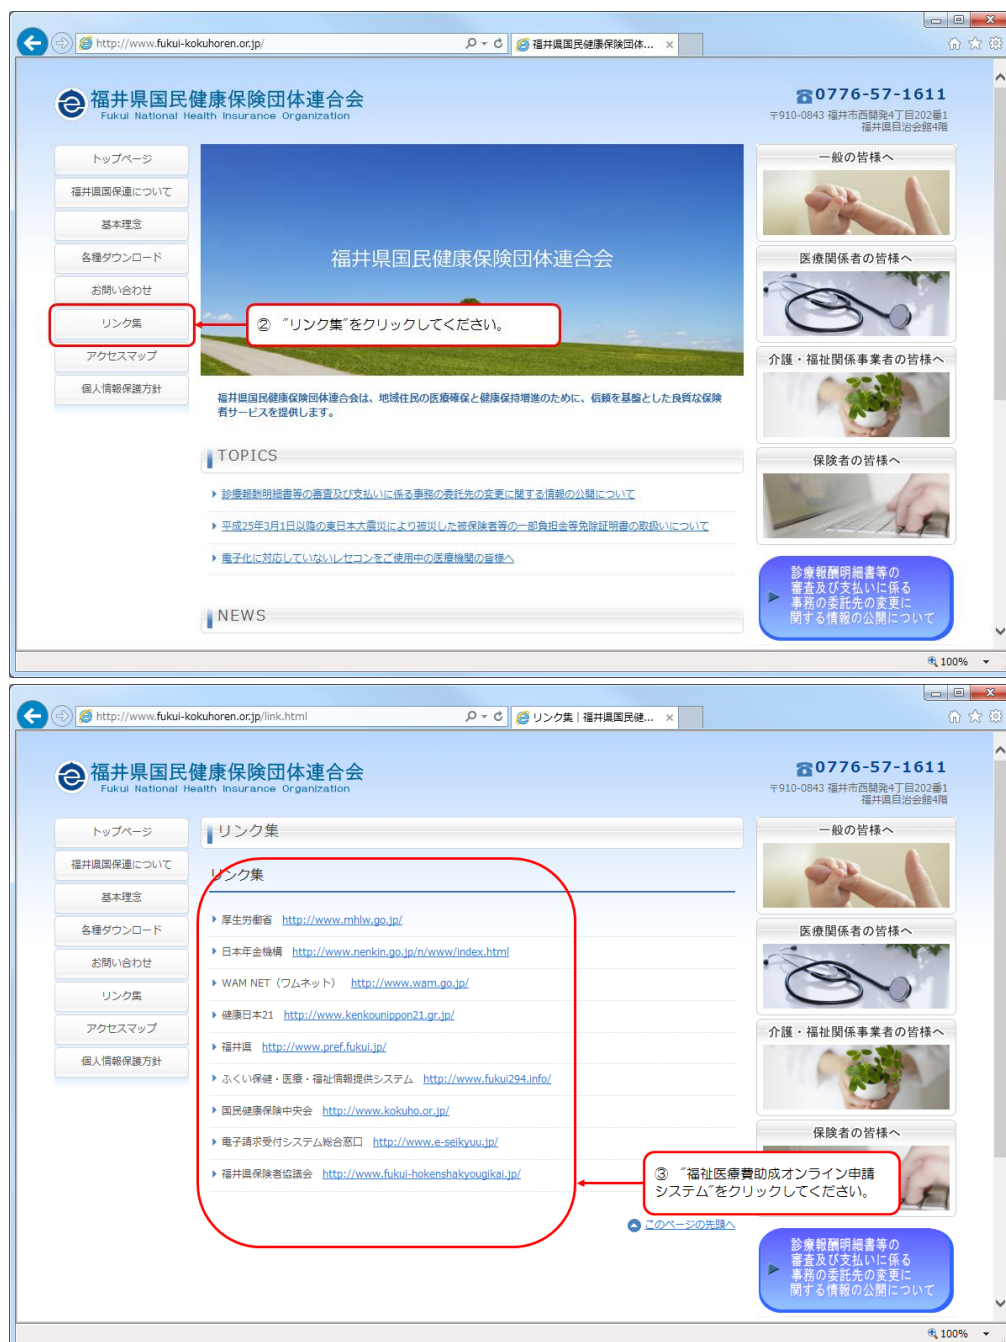 http://www.fukui-kokuhoren.or.jp/
福井県国民健康保険団体...
福井県国民健康保険団体連合会
Fukui National Health Insurance Organization
0776-57-1611
〒910-0843 福井市西開発4丁目202番1
福井県自治会館4階
トップページ
福井県国保連について
基本理念
各種ダウンロード
お問い合わせ
リンク集
アクセスマップ
個人情報保護方針
福井県国民健康保険団体連合会
② ゛リンク集゛をクリックしてください。
福井県国民健康保険団体連合会は、地域住民の医療確保と健康保持増進のために、信頼を基盤とした良質な保険
者サービスを提供します。
TOPICS
診療報酬明細書等の審査及び支払いに係る事務の委託先の変更に関する情報の公開について
平成25年3月1日以降の東日本大震災により被災した被保険者等の一部負担金等免除証明書の取扱いについて
電子化に対応していないレセコンをご使用中の医療機関の皆様へ
NEWS
一般の皆様へ
医療関係者の皆様へ
介護・福祉関係事業者の皆様へ
保険者の皆様へ
診療報酬明細書等の
審査及び支払いに係る
事務の委託先の変更に
関する情報の公開について
100%
http://www.fukui-kokuhoren.or.jp/link.html
リンク集 | 福井県国民健...
福井県国民健康保険団体連合会
Fukui National Health Insurance Organization
0776-57-1611
〒910-0843 福井市西開発4丁目202番1
福井県自治会館4階
トップページ
福井県国保連について
基本理念
各種ダウンロード
お問い合わせ
リンク集
アクセスマップ
個人情報保護方針
リンク集
リンク集
厚生労働省 http://www.mhlw.go.jp/
日本年金機構 http://www.nenkin.go.jp/n/www/index.html
WAM NET（ワムネット） http://www.wam.go.jp/
健康日本21 http://www.kenkounippon21.gr.jp/
福井県 http://www.pref.fukui.jp/
ふくい保健・医療・福祉情報提供システム http://www.fukui294.info/
国民健康保険中央会 http://www.kokuho.or.jp/
電子請求受付システム総合窓口 http://www.e-seikyuu.jp/
福井県保険者協議会 http://www.fukui-hokenshakyougikai.jp/
③ ゛福祉医療費助成オンライン申請
システム゛をクリックしてください。
このページの先頭へ
一般の皆様へ
医療関係者の皆様へ
介護・福祉関係事業者の皆様へ
保険者の皆様へ
診療報酬明細書等の
審査及び支払いに係る
事務の委託先の変更に
関する情報の公開について
100%